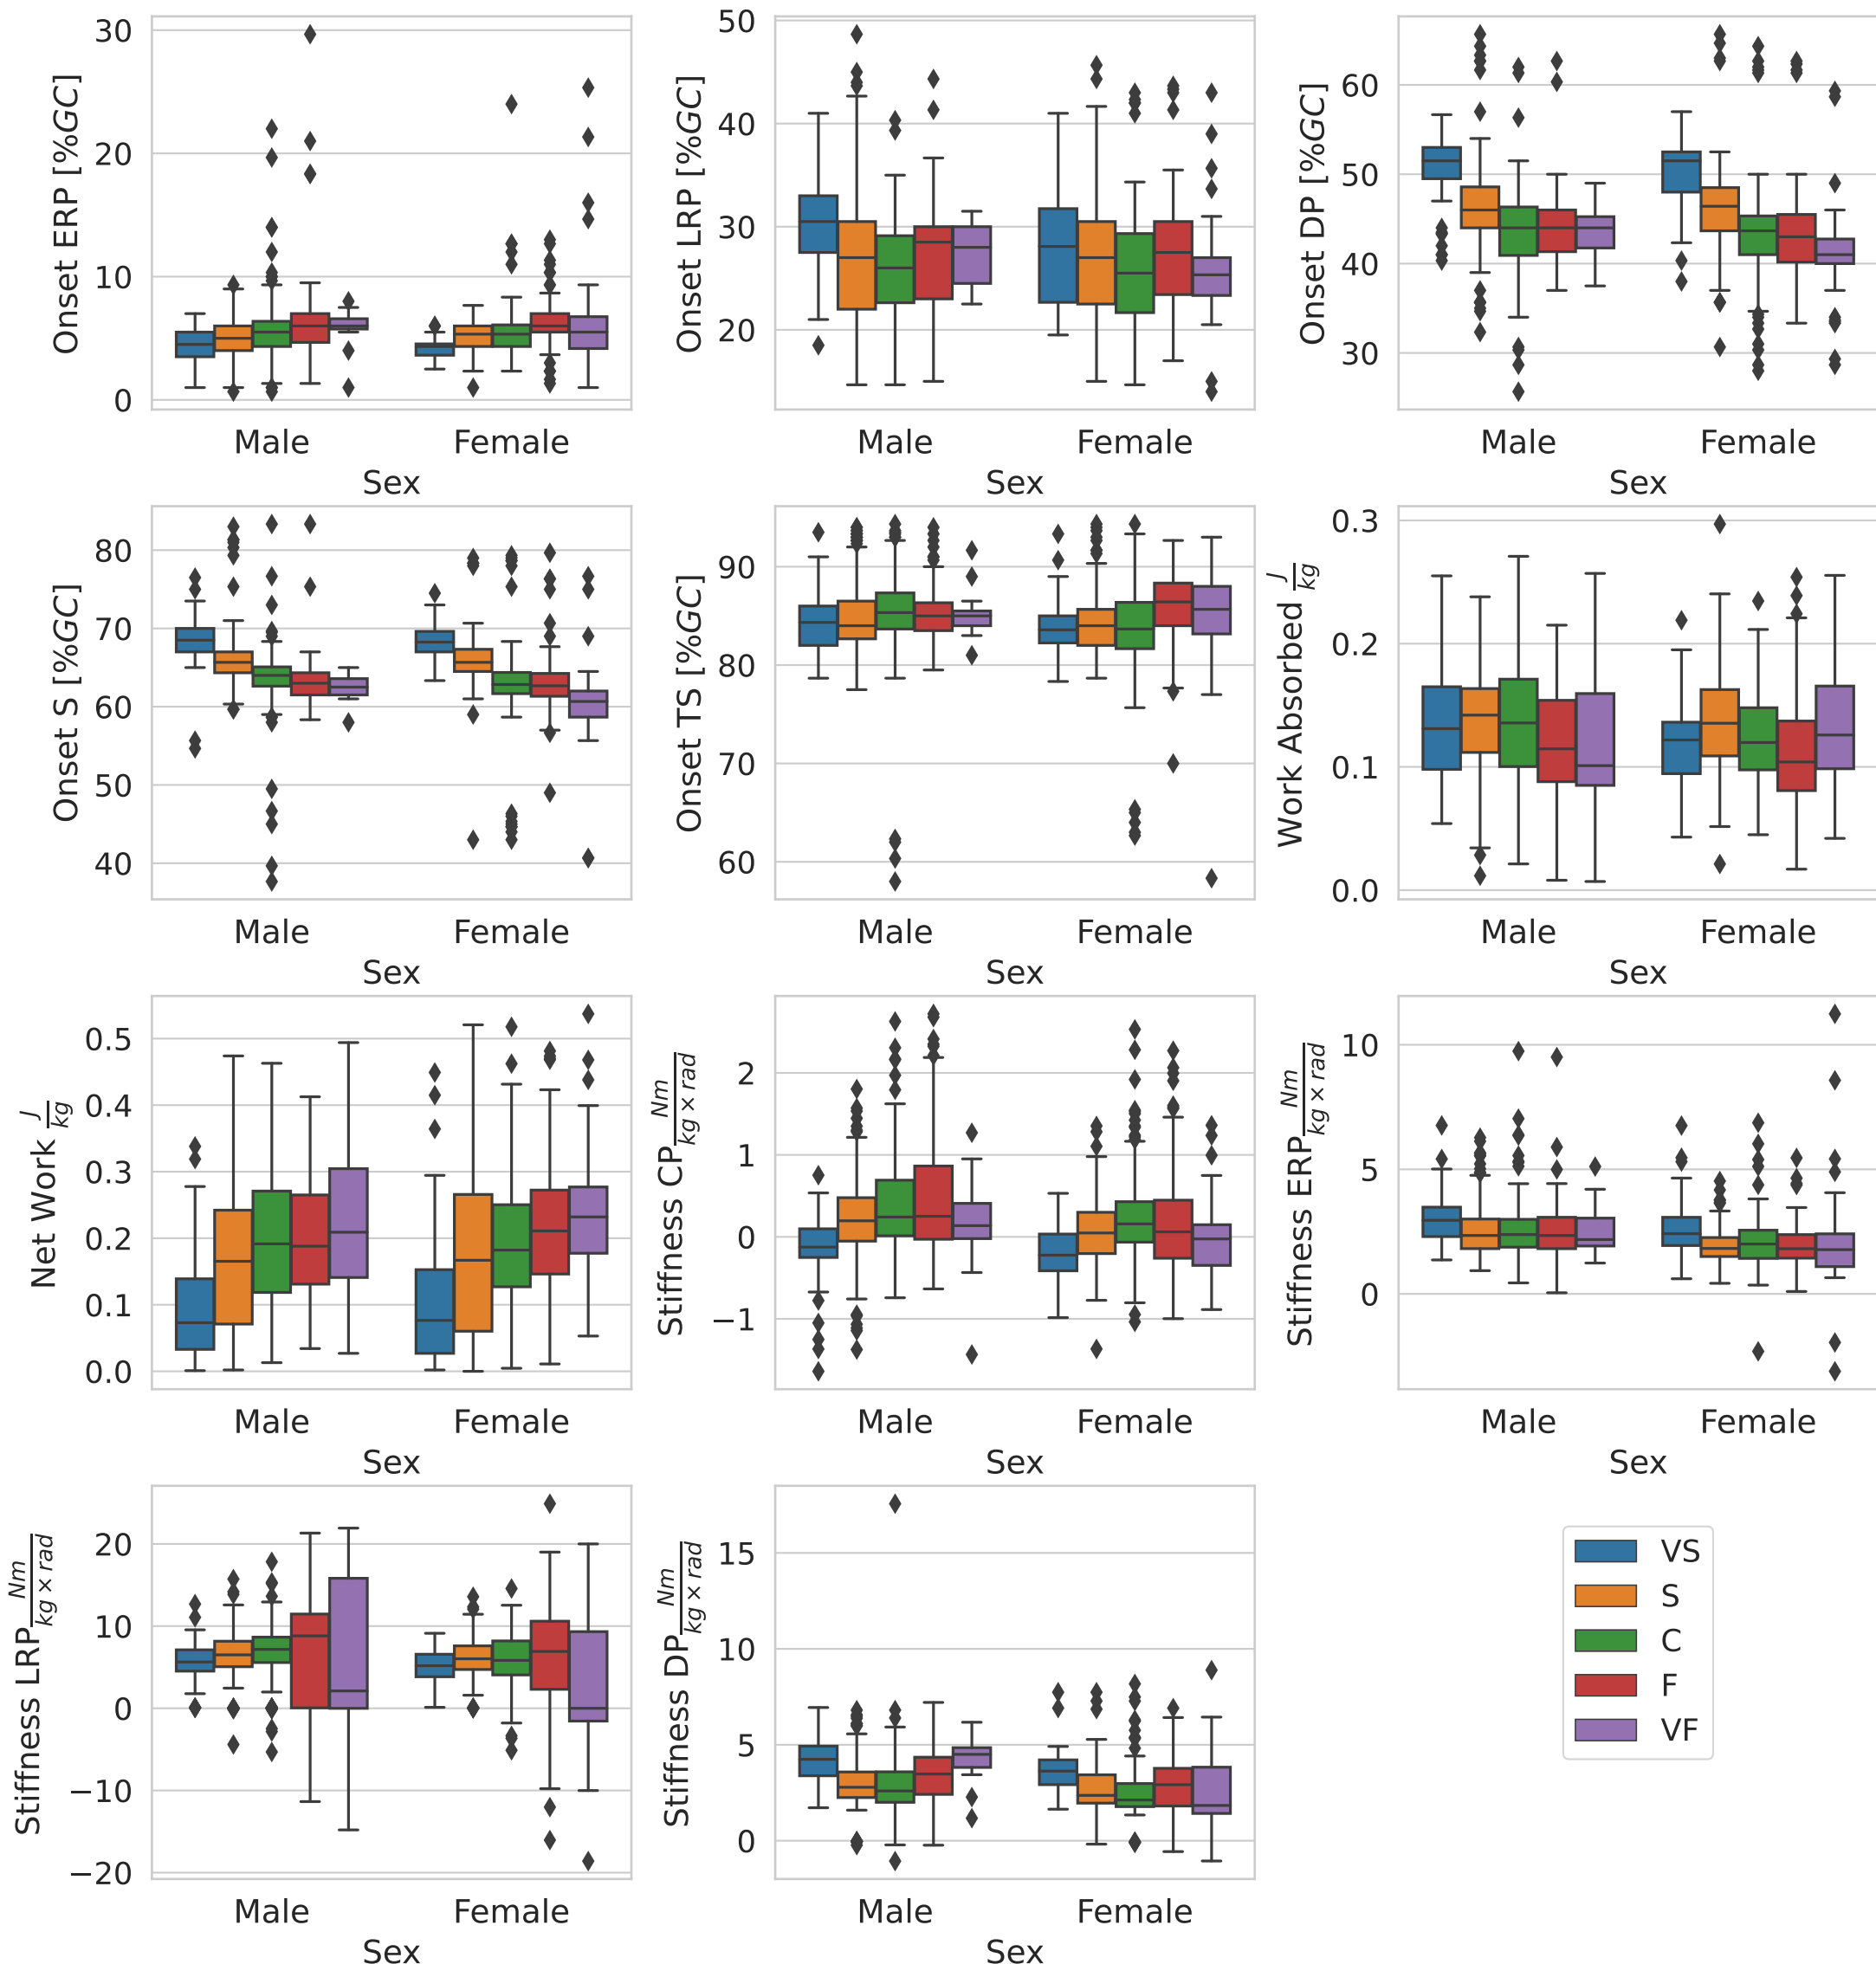 Onset ERP [%GC]
30
20
10
0
Male Female
Sex
Onset LRP [%GC]
50
40
30
20
Male Female
Sex
Onset DP [%GC]
60
50
40
30
Male Female
Sex
Onset S [%GC]
80
70
60
50
40
Male Female
Sex
Onset TS [%GC]
90
80
70
60
Male Female
Sex
Work Absorbed J/kg
0.3
0.2
0.1
0.0
Male Female
Sex
Net Work J/kg
0.5
0.4
0.3
0.2
0.1
0.0
Male Female
Sex
Stiffness CP Nm/kg × rad
2
1
0
−1
Male Female
Sex
Stiffness ERP Nm/kg × rad
10
5
0
Male Female
Sex
Stiffness LRP Nm/kg × rad
20
10
0
−10
−20
Male Female
Sex
Stiffness DP Nm/kg × rad
15
10
5
0
Male Female
Sex
VS
S
C
F
VF